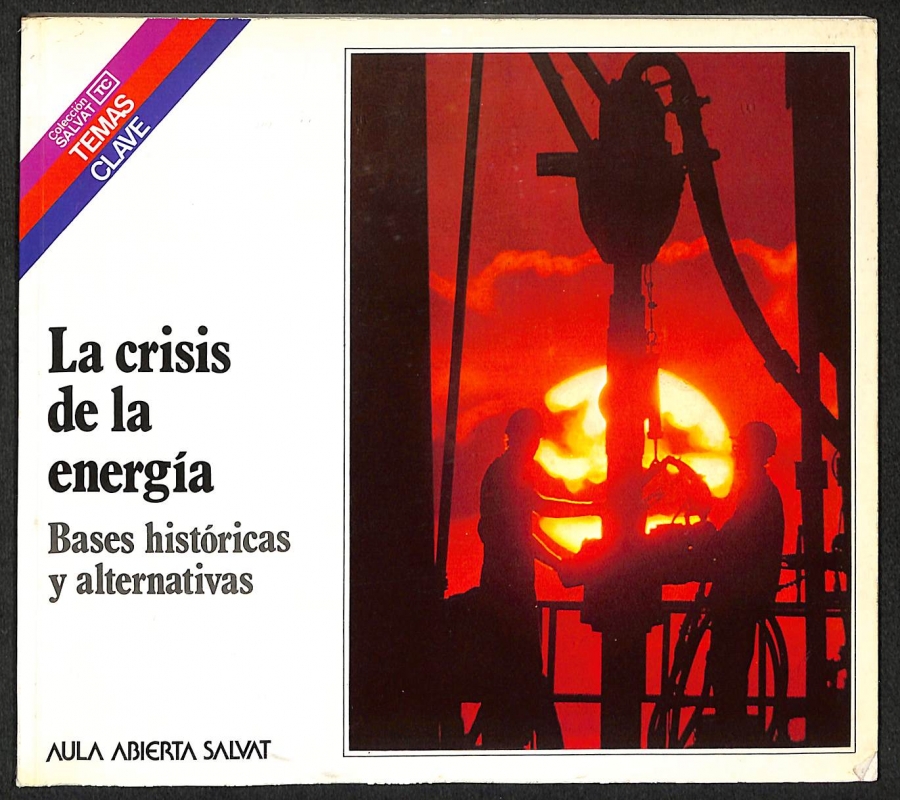 Colección
SALVAT TC
TEMAS
CLAVE
La crisis
de la
energía
Bases históricas
y alternativas
AULA ABIERTA SALVAT